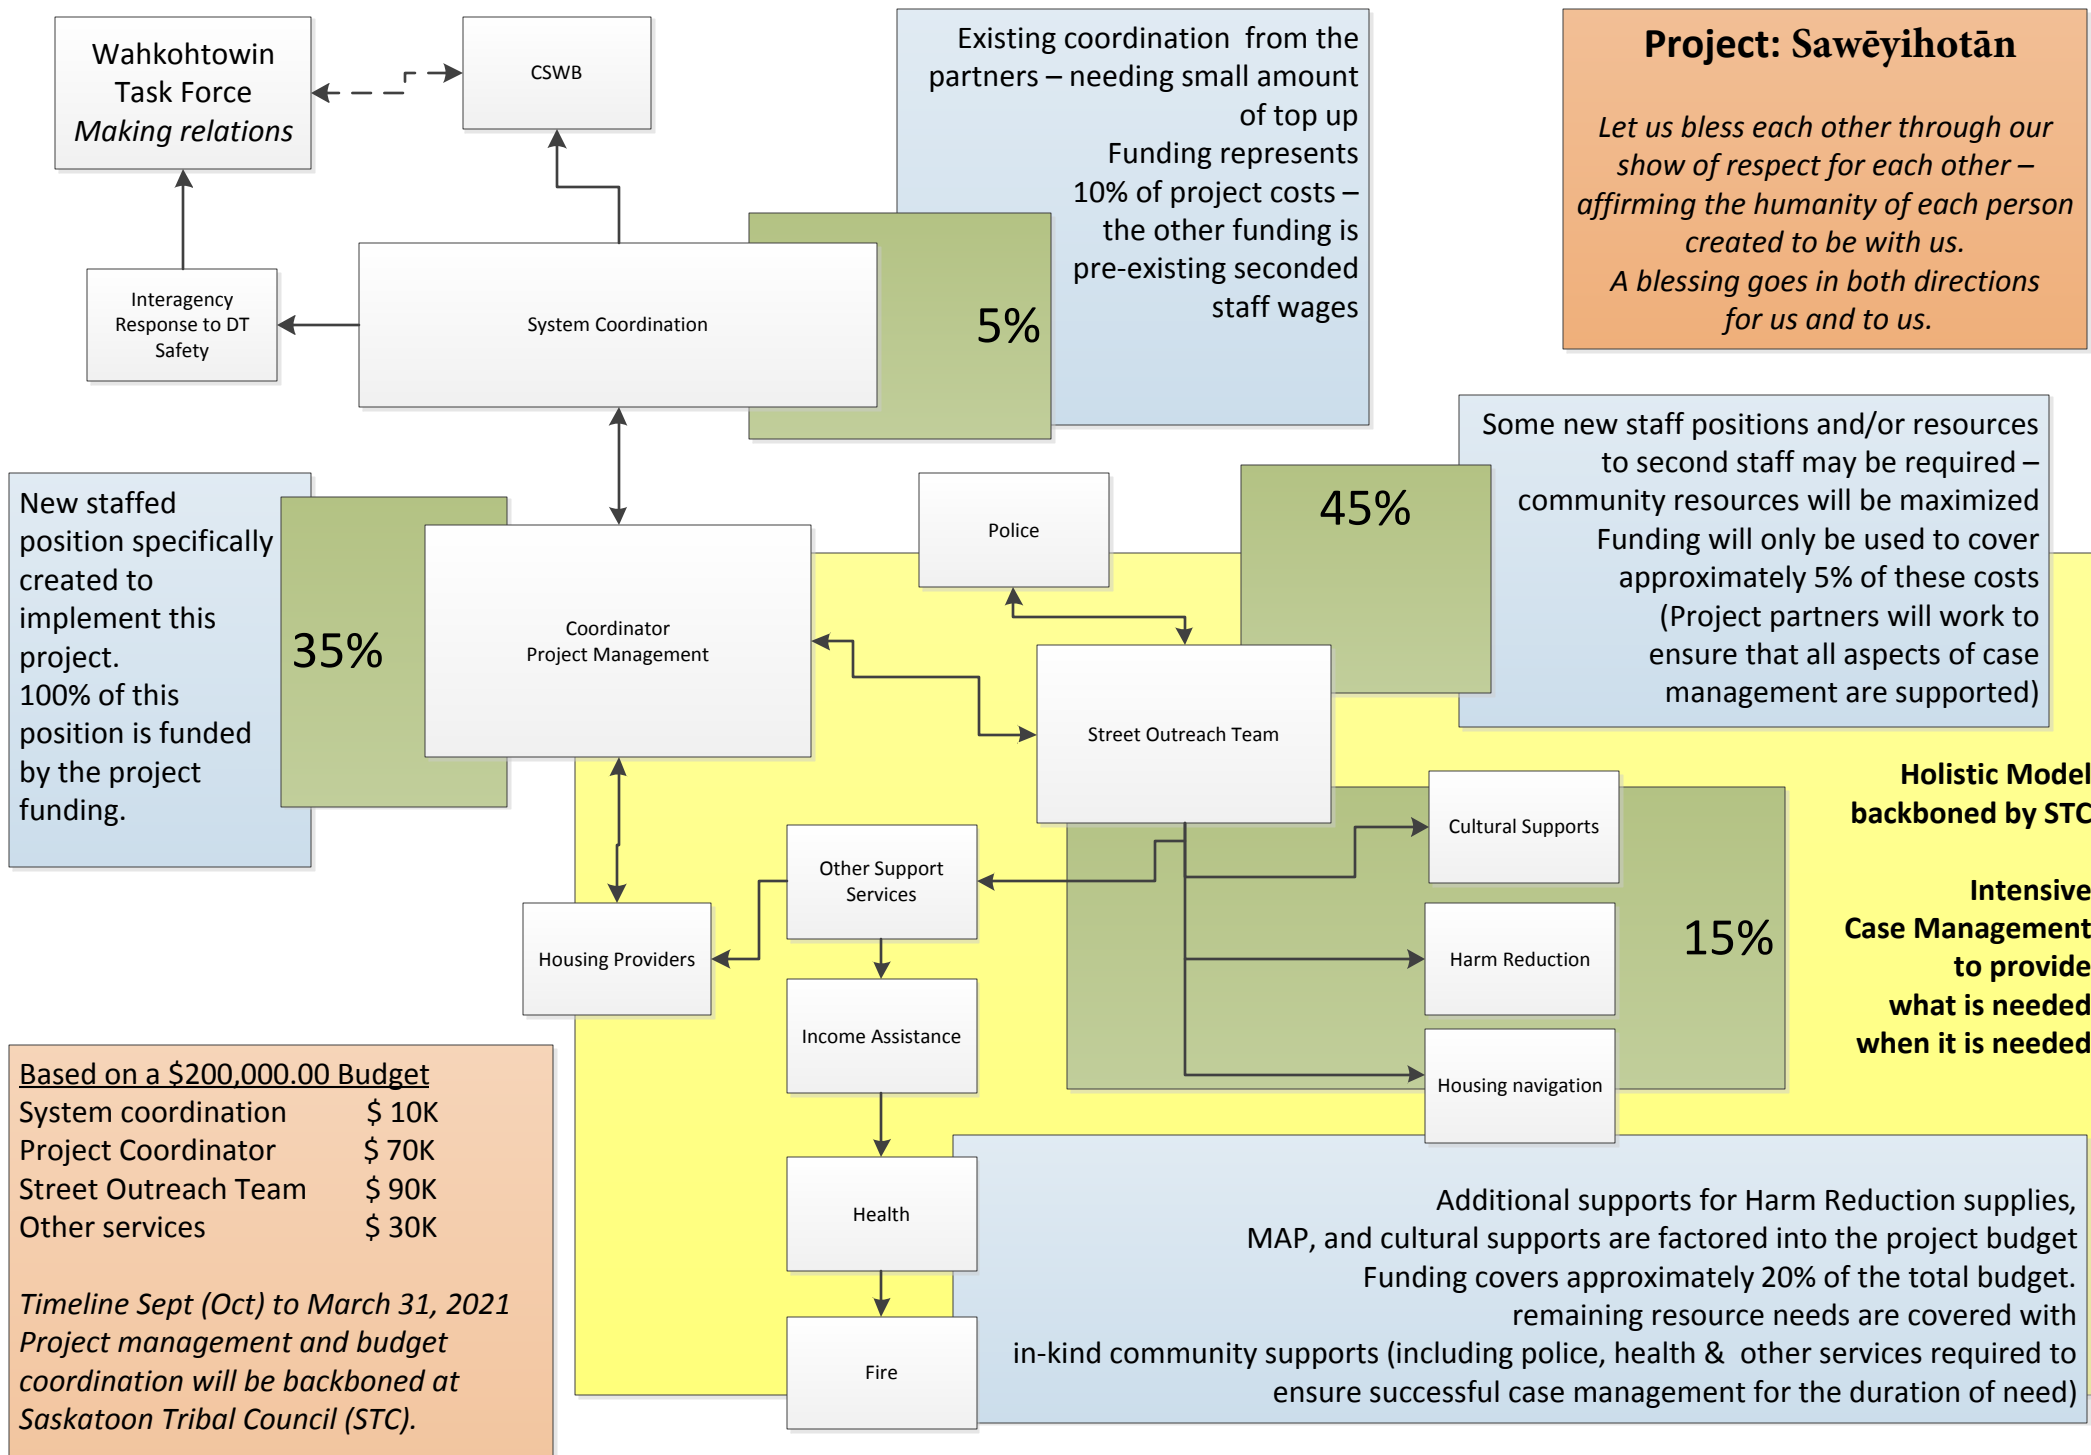 Wahkohtowin
Task Force
Making relations
CSWB
Existing coordination from the
partners – needing small amount
of top up
Funding represents
10% of project costs –
the other funding is
pre-existing seconded
staff wages
Project: Sawēyihotān
Let us bless each other through our
show of respect for each other –
affirming the humanity of each person
created to be with us.
A blessing goes in both directions
for us and to us.
Interagency
Response to DT
Safety
System Coordination
5%
New staffed
position specifically
created to
implement this
project.
100% of this
position is funded
by the project
funding.
35%
Coordinator
Project Management
Police
45%
Some new staff positions and/or resources
to second staff may be required –
community resources will be maximized
Funding will only be used to cover
approximately 5% of these costs
(Project partners will work to
ensure that all aspects of case
management are supported)
Street Outreach Team
Holistic Model
backboned by STC
Intensive
Case Management
to provide
what is needed
when it is needed
Other Support
Services
Cultural Supports
Housing Providers
Harm Reduction
15%
Income Assistance
Housing navigation
Health
Fire
Based on a $200,000.00 Budget
System coordination $ 10K
Project Coordinator $ 70K
Street Outreach Team $ 90K
Other services $ 30K
Timeline Sept (Oct) to March 31, 2021
Project management and budget
coordination will be backboned at
Saskatoon Tribal Council (STC).
Additional supports for Harm Reduction supplies,
MAP, and cultural supports are factored into the project budget
Funding covers approximately 20% of the total budget.
remaining resource needs are covered with
in-kind community supports (including police, health & other services required to
ensure successful case management for the duration of need)